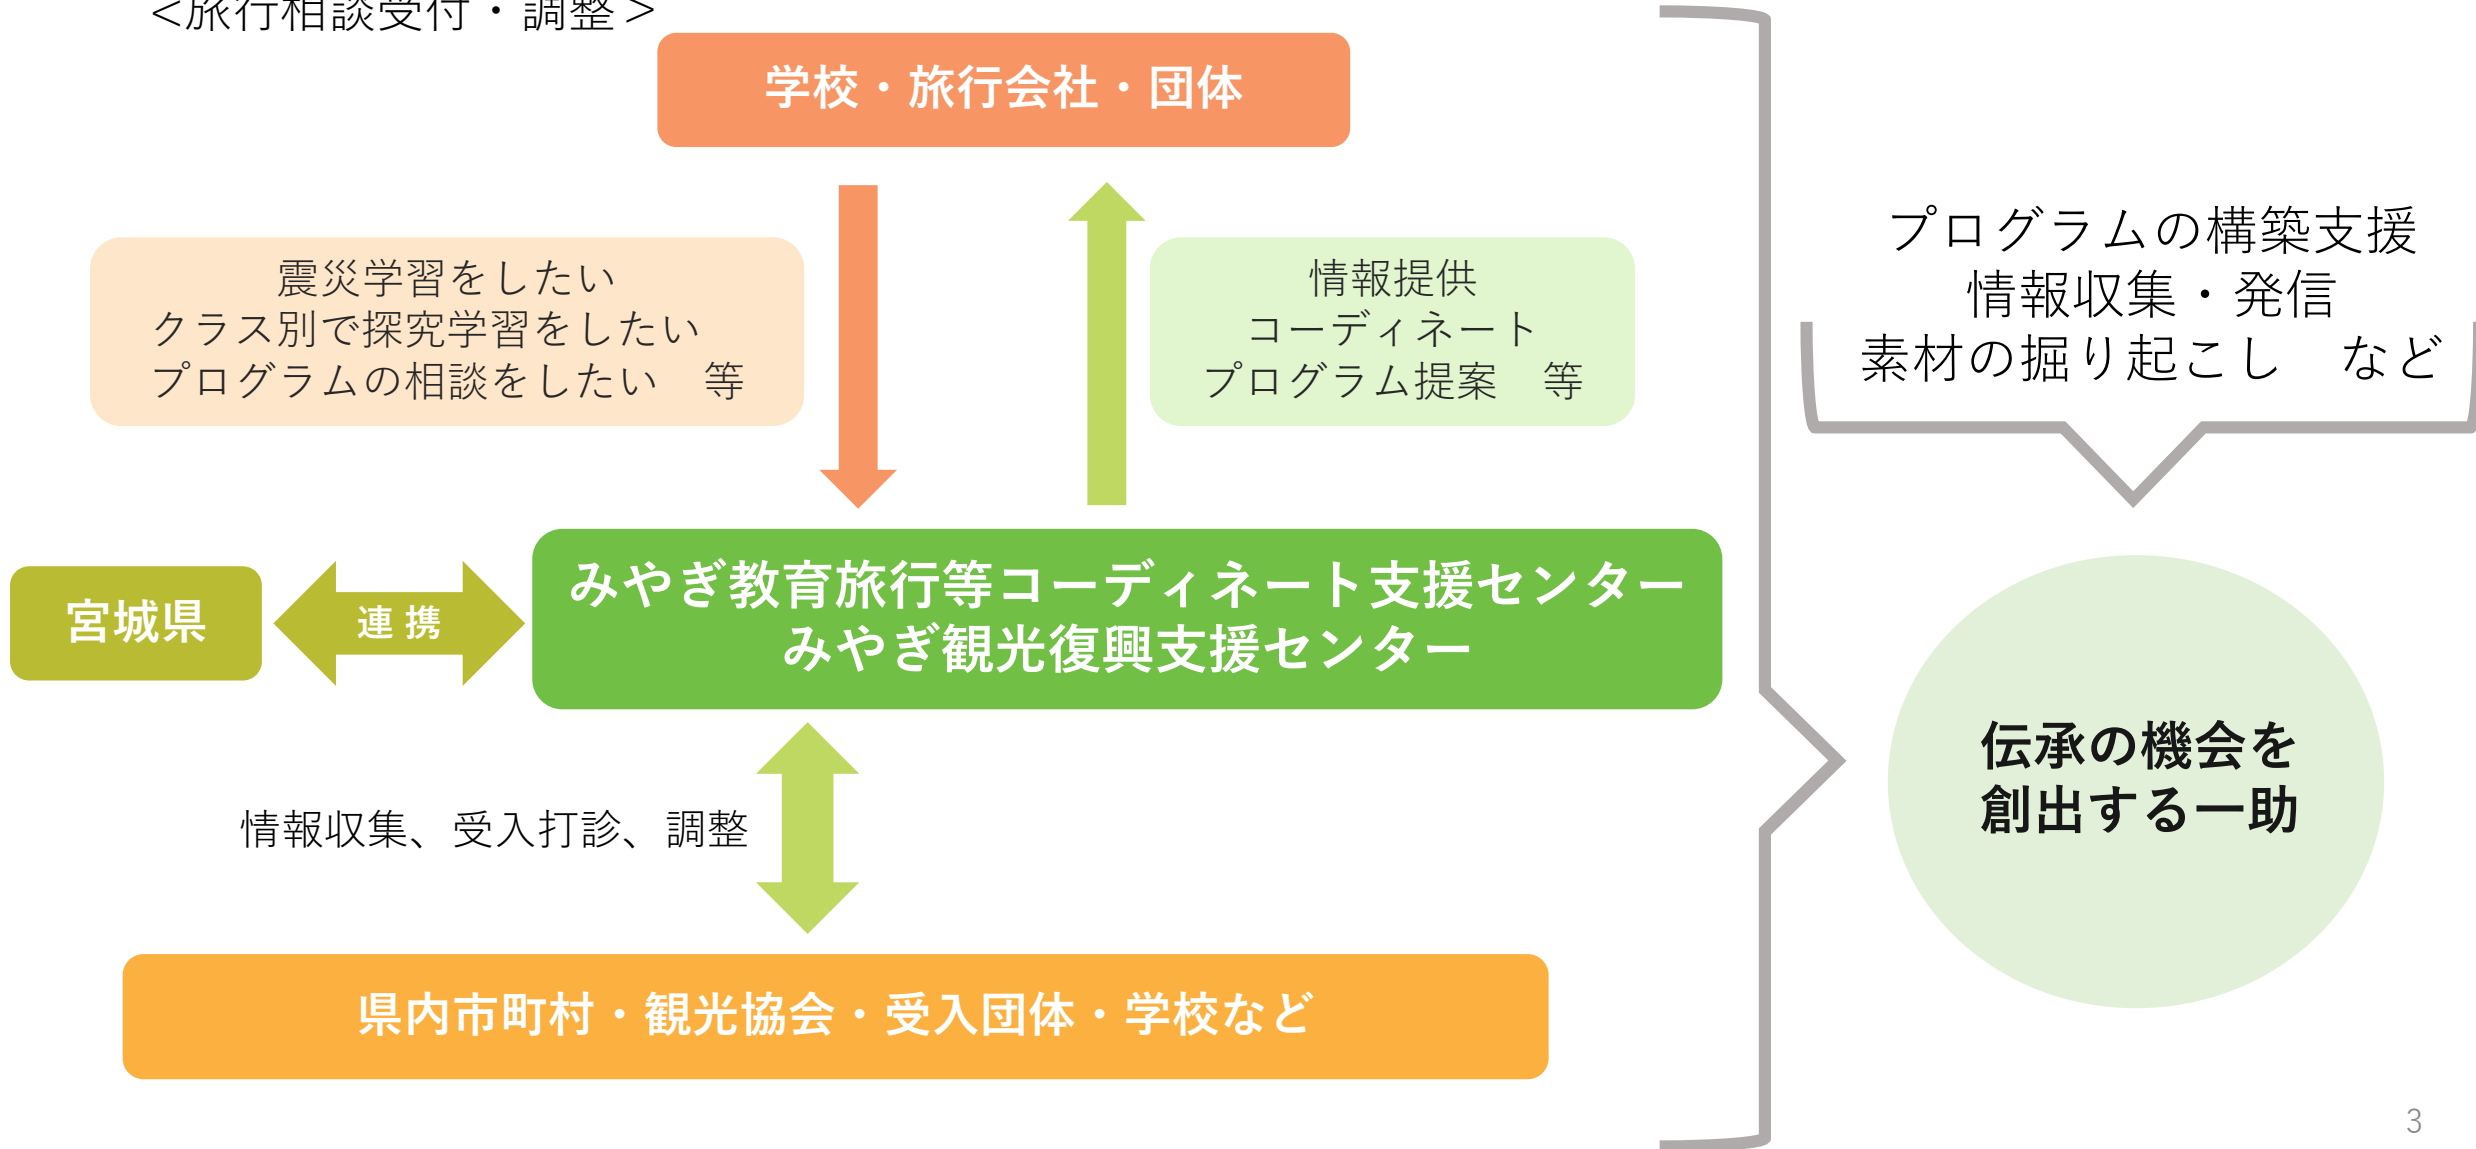 <旅行相談受付・調整>
学校・旅行会社・団体
震災学習をしたい
クラス別で探究学習をしたい
プログラムの相談をしたい　等
情報提供
コーディネート
プログラム提案　等
プログラムの構築支援
情報収集・発信
素材の掘り起こし　など
宮城県
連携
みやぎ教育旅行等コーディネート支援センター
みやぎ観光復興支援センター
伝承の機会を
創出する一助
情報収集、受入打診、調整
県内市町村・観光協会・受入団体・学校など
3